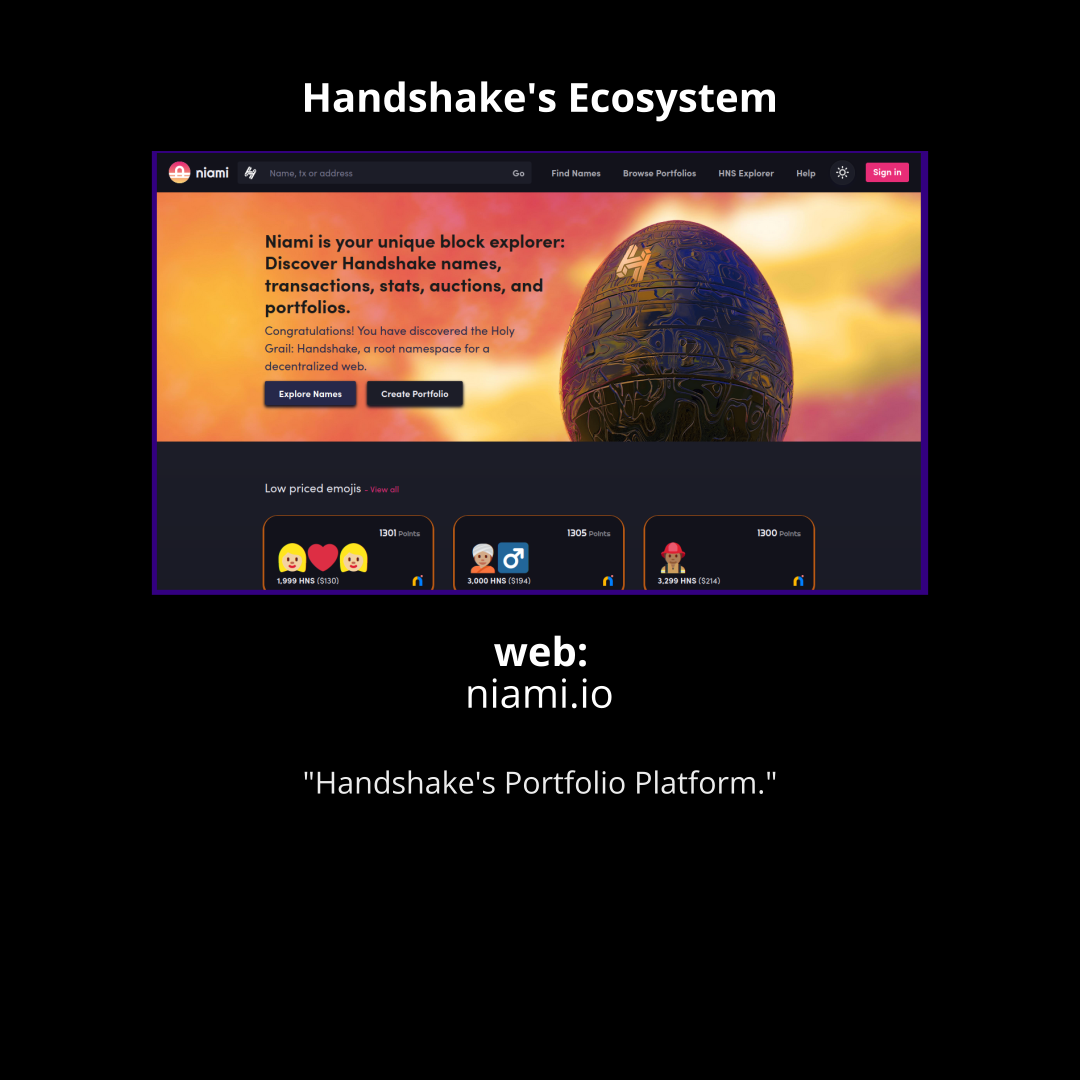 Handshake's Ecosystem
niami
Name, tx or address
Go
Find Names
Browse Portfolios
HNS Explorer
Help
Sign in
Niami is your unique block explorer:
Discover Handshake names,
transactions, stats, auctions, and
portfolios.
Congratulations! You have discovered the Holy
Grail: Handshake, a root namespace for a
decentralized web.
Explore Names
Create Portfolio
Low priced emojis - View all
1301 Points
1,999 HNS ($130)
1305 Points
3,000 HNS ($194)
1300 Points
3,299 HNS ($214)
web:
niami.io
"Handshake's Portfolio Platform."